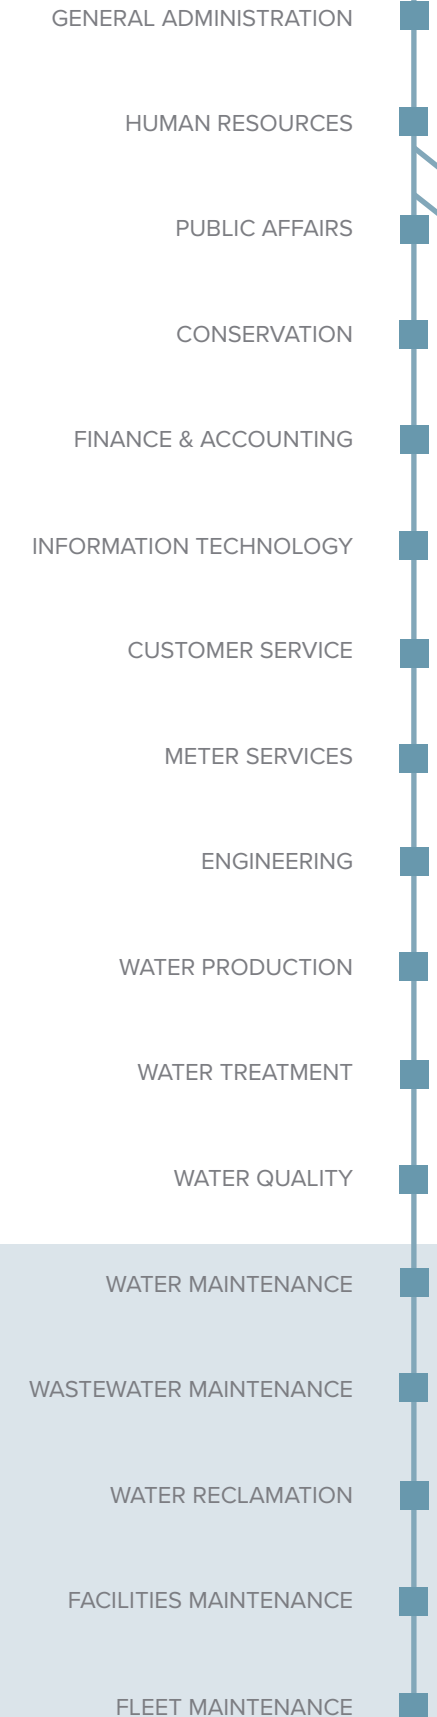 GENERAL ADMINISTRATION
HUMAN RESOURCES
PUBLIC AFFAIRS
CONSERVATION
FINANCE & ACCOUNTING
INFORMATION TECHNOLOGY
CUSTOMER SERVICE
METER SERVICES
ENGINEERING
WATER PRODUCTION
WATER TREATMENT
WATER QUALITY
WATER MAINTENANCE
WASTEWATER MAINTENANCE
WATER RECLAMATION
FACILITIES MAINTENANCE
FLEET MAINTENANCE